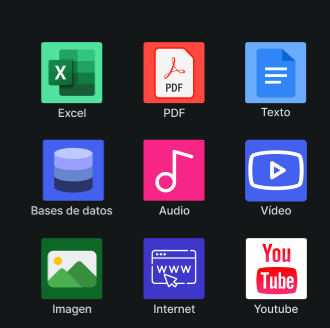 X
PDF
Excel
PDF
Texto
Bases de datos
Audio
Vídeo
www
You
Tube
Imagen
Internet
Youtube